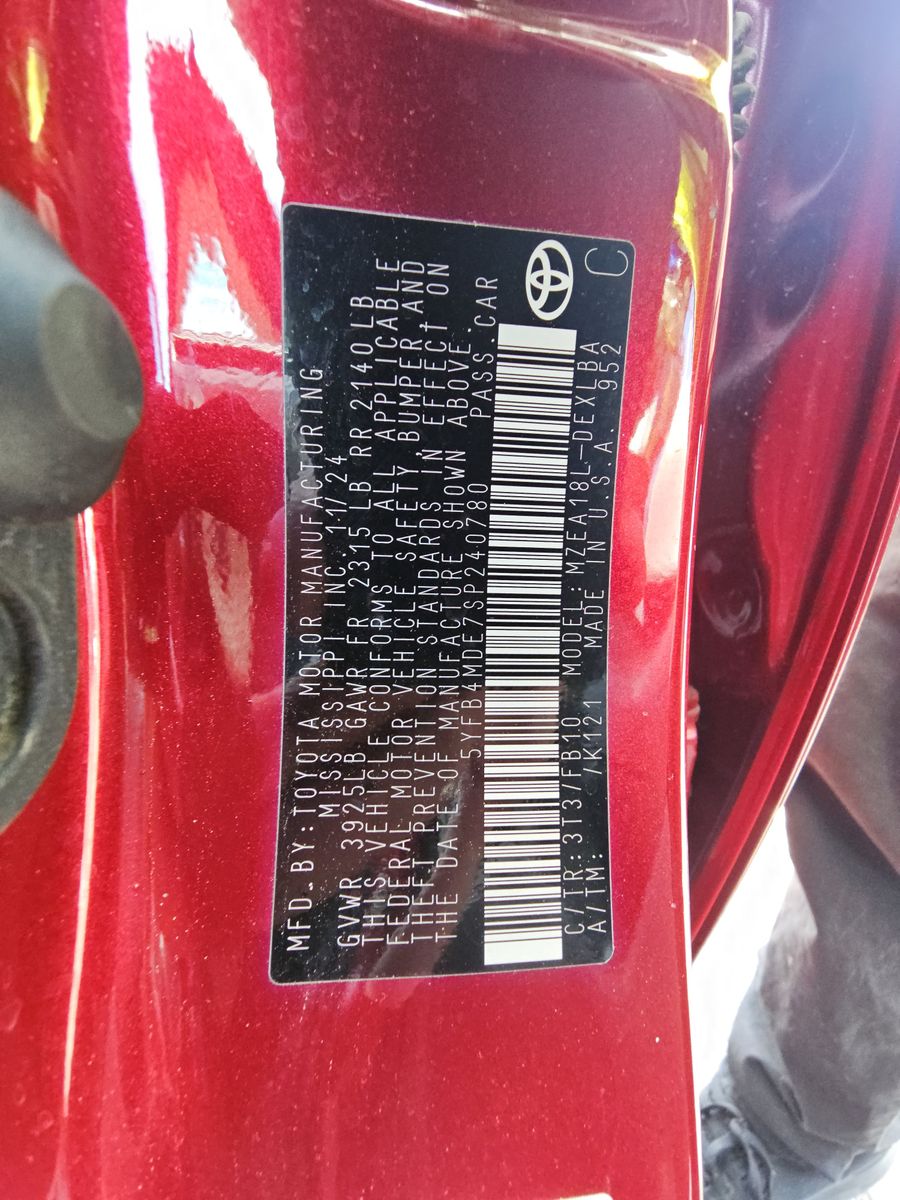 MFD.BY:TOYOTA MOTOR MANUFACTURING
MISSISSIPPI INC. 11/24
GVWR 3925LB GAWR FR 2315 LB RR 2140LB
THIS VEHICLE CONFORMS TO ALL APPLICABLE
FEDERAL MOTOR VEHICLE SAFETY, BUMPER, AND
THEFT PREVENTION STANDARDS IN EFFECT ON
THE DATE OF MANUFACTURE SHOWN ABOVE.
5YFB4MDE7SP240780 PASS CAR
C/TR: 3T3/FB10 MODEL: MZEA18L-DEXLBA
A/TM: /K121 MADE IN U.S.A. 952
C